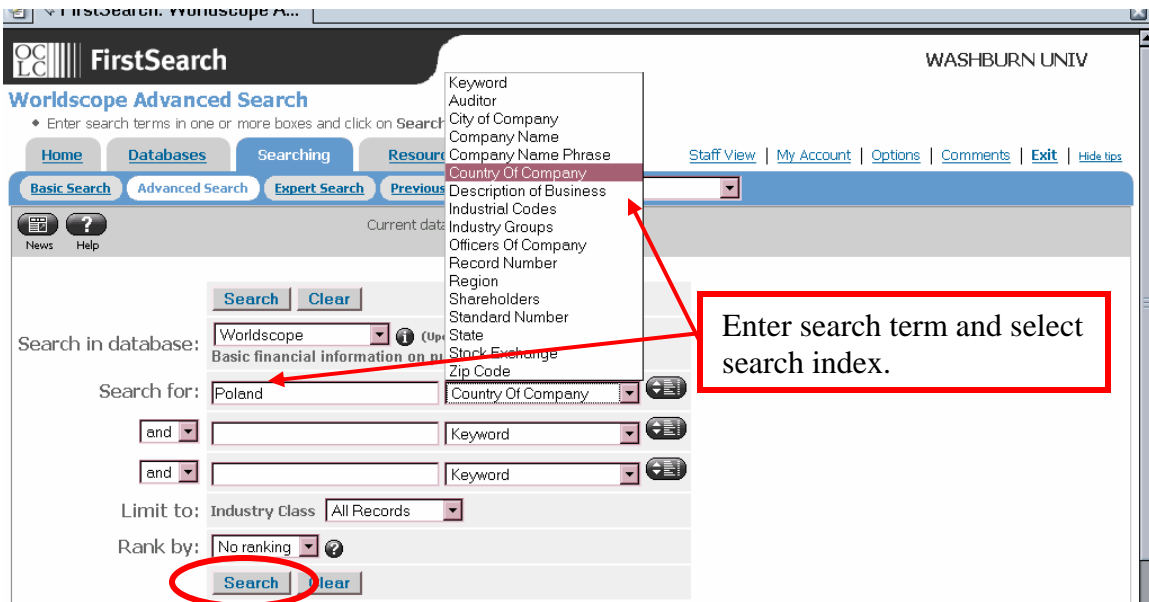 FirstSearch: Worldscope A...
OCLC FirstSearch
WASHBURN UNIV
Worldscope Advanced Search
Enter search terms in one or more boxes and click on Search
Home Databases Searching Resour
Staff View | My Account | Options | Comments | Exit | Hide tips
Basic Search Advanced Search Expert Search Previous
News Help
Current data
Keyword
Auditor
City of Company
Company Name
Company Name Phrase
Country Of Company
Description of Business
Industrial Codes
Industry Groups
Officers Of Company
Record Number
Region
Shareholders
Standard Number
State
Stock Exchange
Zip Code
Search Clear
Search in database: Worldscope (Up
Basic financial information on p
Search for: Poland Country Of Company
and Keyword
and Keyword
Limit to: Industry Class All Records
Rank by: No ranking
Search Clear
Enter search term and select
search index.